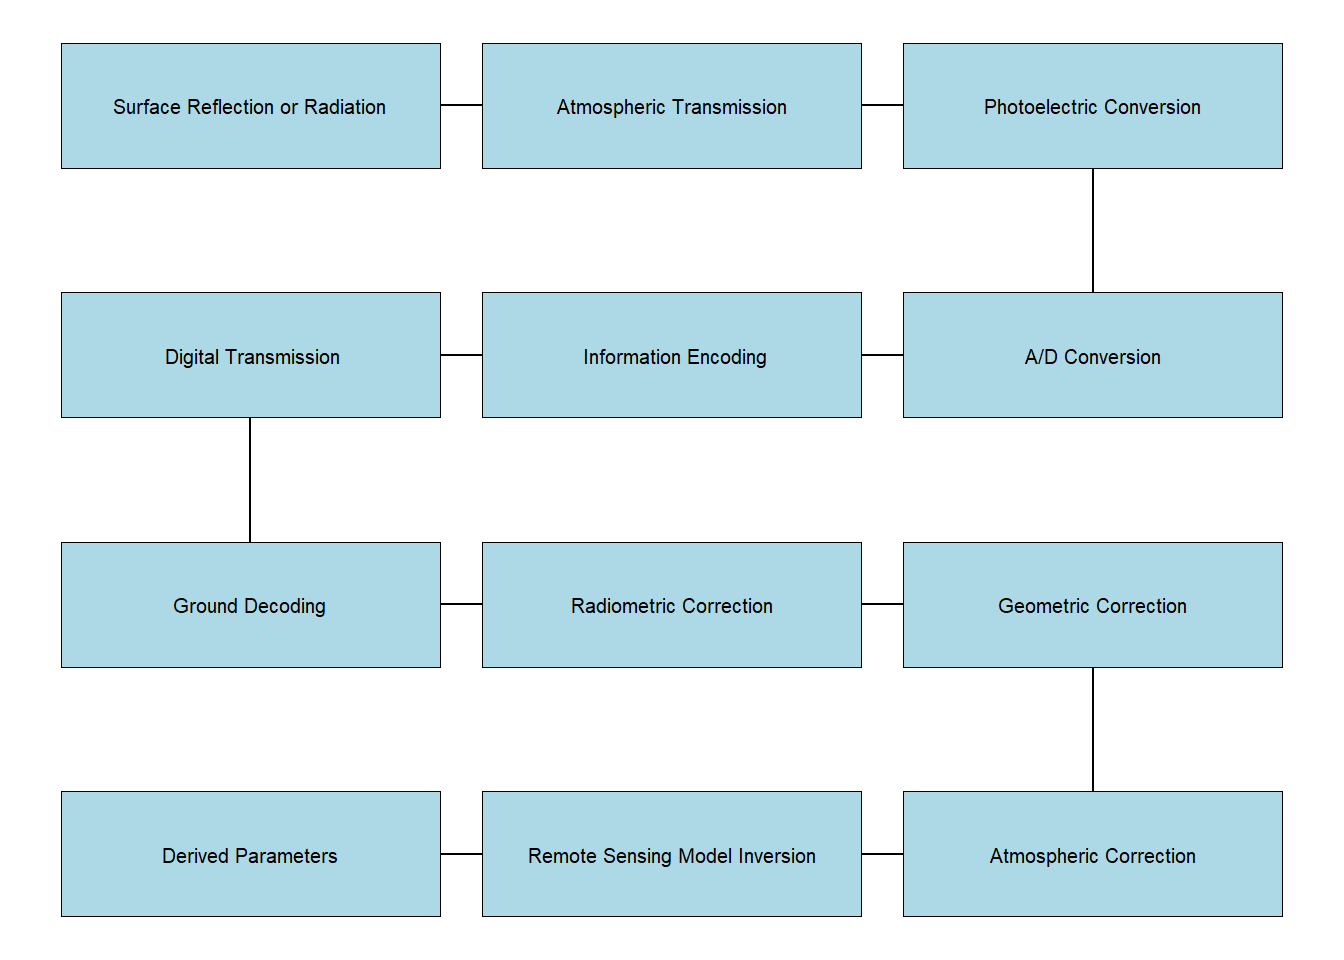 Surface Reflection or Radiation
Atmospheric Transmission
Photoelectric Conversion
Digital Transmission
Information Encoding
A/D Conversion
Ground Decoding
Radiometric Correction
Geometric Correction
Derived Parameters
Remote Sensing Model Inversion
Atmospheric Correction